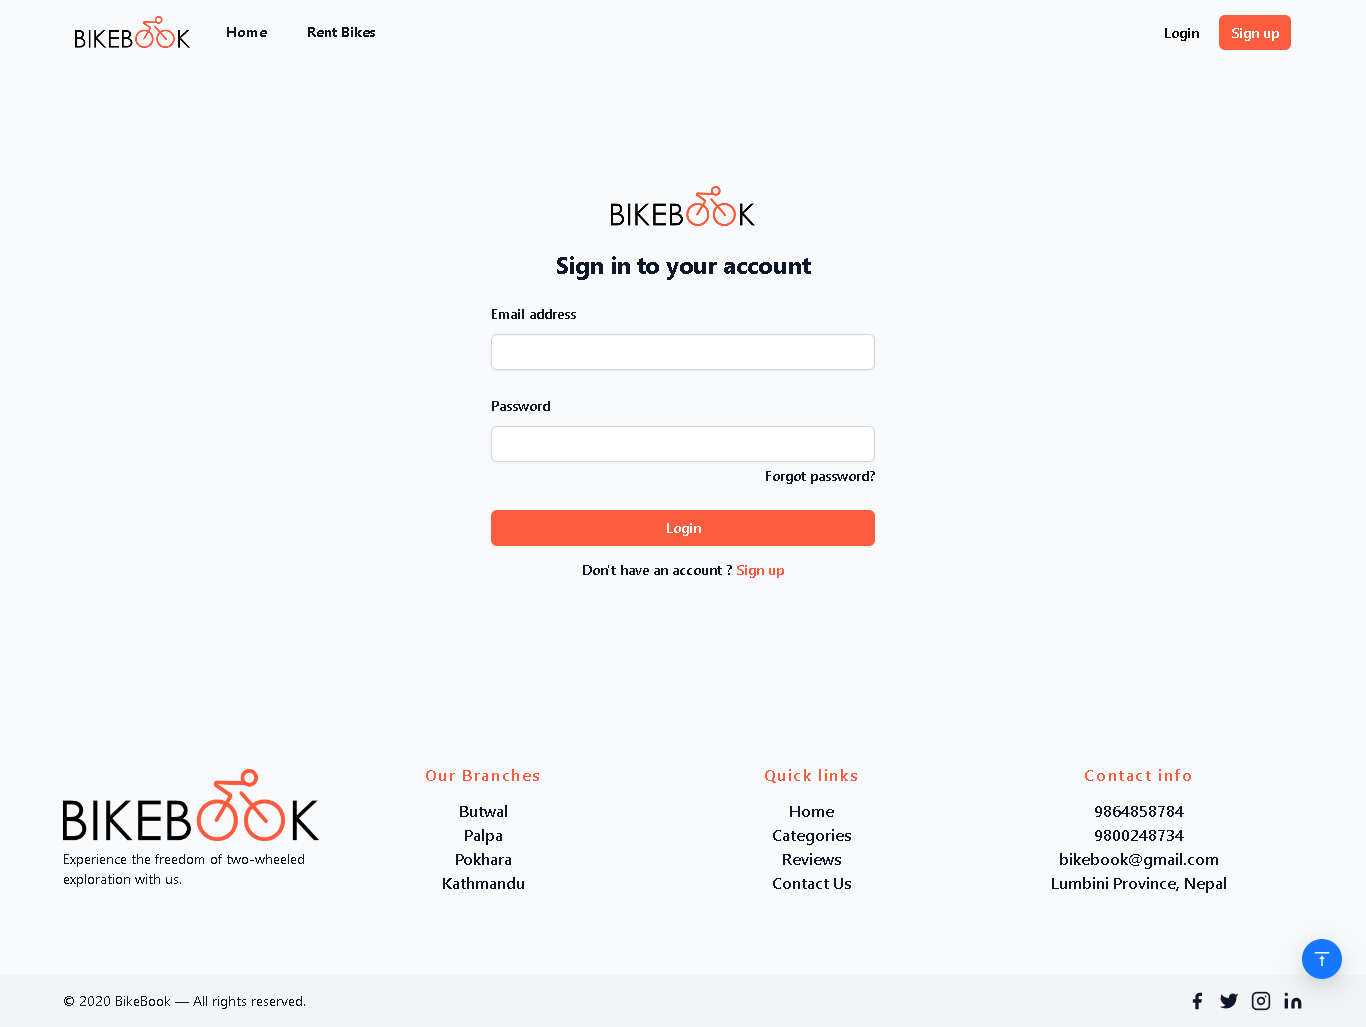 BIKEBOOK
Home
Rent Bikes
Login
Sign up
BIKEBOOK
Sign in to your account
Email address
Password
Forgot password?
Login
Don't have an account ? Sign up
BIKEBOOK
Experience the freedom of two-wheeled
exploration with us.
Our Branches
Butwal
Palpa
Pokhara
Kathmandu
Quick links
Home
Categories
Reviews
Contact Us
Contact info
9864858784
9800248734
bikebook@gmail.com
Lumbini Province, Nepal
© 2020 BikeBook — All rights reserved.